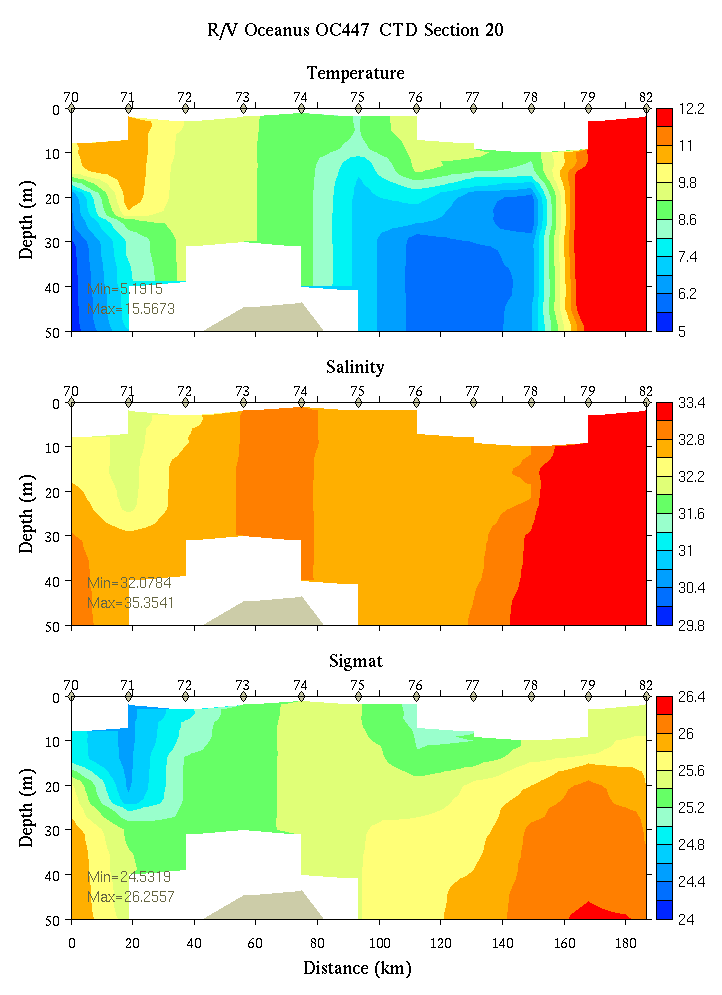 R/V Oceanus OC447 CTD Section 20
Temperature
70 71 72 73 74 75 76 77 78 79 82
0
10
20
30
40
50
Depth (m)
Min=5.1915
Max=15.5673
12.2
11
9.8
8.6
7.4
6.2
5
Salinity
70 71 72 73 74 75 76 77 78 79 82
0
10
20
30
40
50
Depth (m)
Min=32.0784
Max=35.3541
33.4
32.8
32.2
31.6
31
30.4
29.8
Sigmat
70 71 72 73 74 75 76 77 78 79 82
0
10
20
30
40
50
Depth (m)
Min=24.5319
Max=26.2557
26.4
26
25.6
25.2
24.8
24.4
24
0 20 40 60 80 100 120 140 160 180
Distance (km)